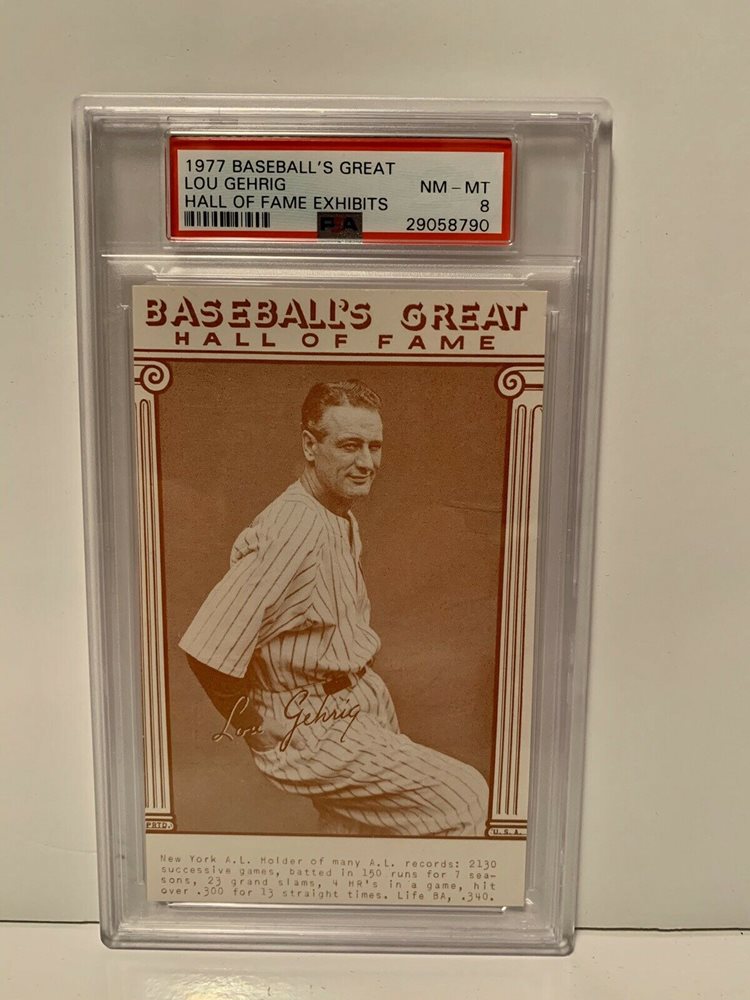 1977 BASEBALL'S GREAT
LOU GEHRIG NM – MT
HALL OF FAME EXHIBITS 8
PSA 29058790
BASEBALL'S GREAT
HALL OF FAME
Lou Gehrig
PRTD. U.S.A.
New York A.L. Holder of many A.L. records: 2130
successive games, batted in 150 runs for 7 sea-
sons, 23 grand slams, 4 HR's in a game, hit
over .300 for 13 straight times. Life BA, .340.